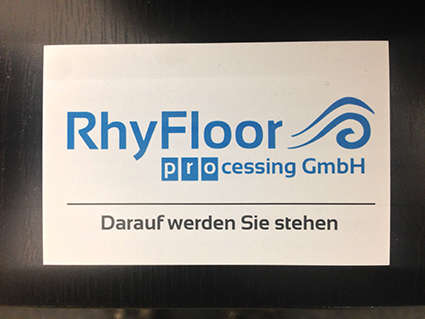 RhyFloor
processing GmbH
Darauf werden Sie stehen